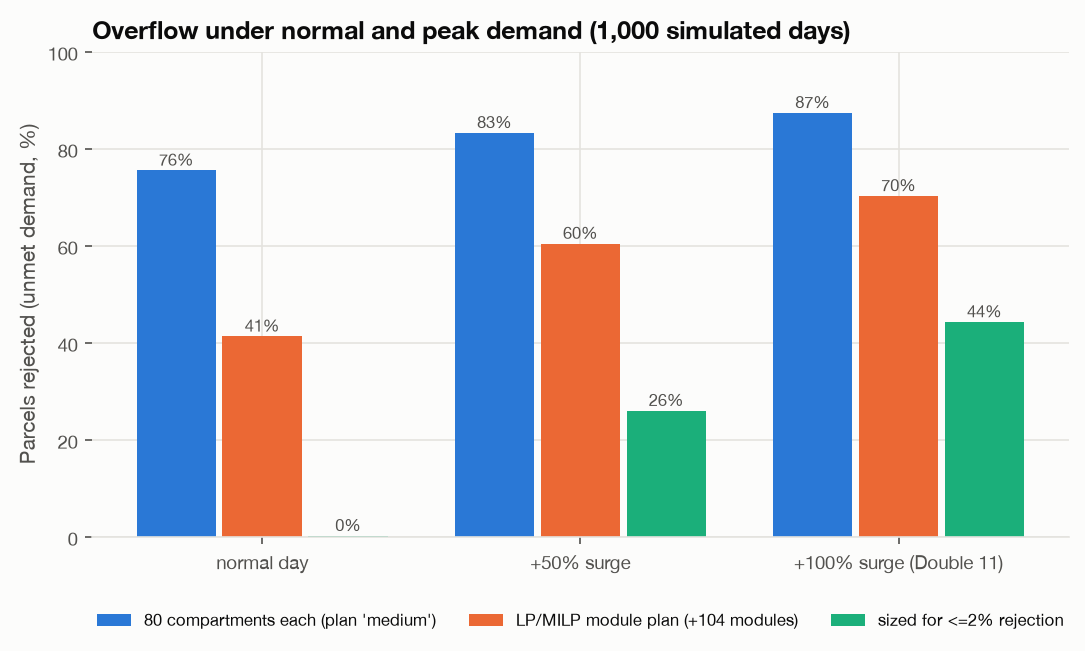 Overflow under normal and peak demand (1,000 simulated days)
Parcels rejected (unmet demand, %)
100
80
60
40
20
0
76%
41%
0%
83%
60%
26%
87%
70%
44%
normal day
+50% surge
+100% surge (Double 11)
80 compartments each (plan 'medium')
LP/MILP module plan (+104 modules)
sized for <=2% rejection